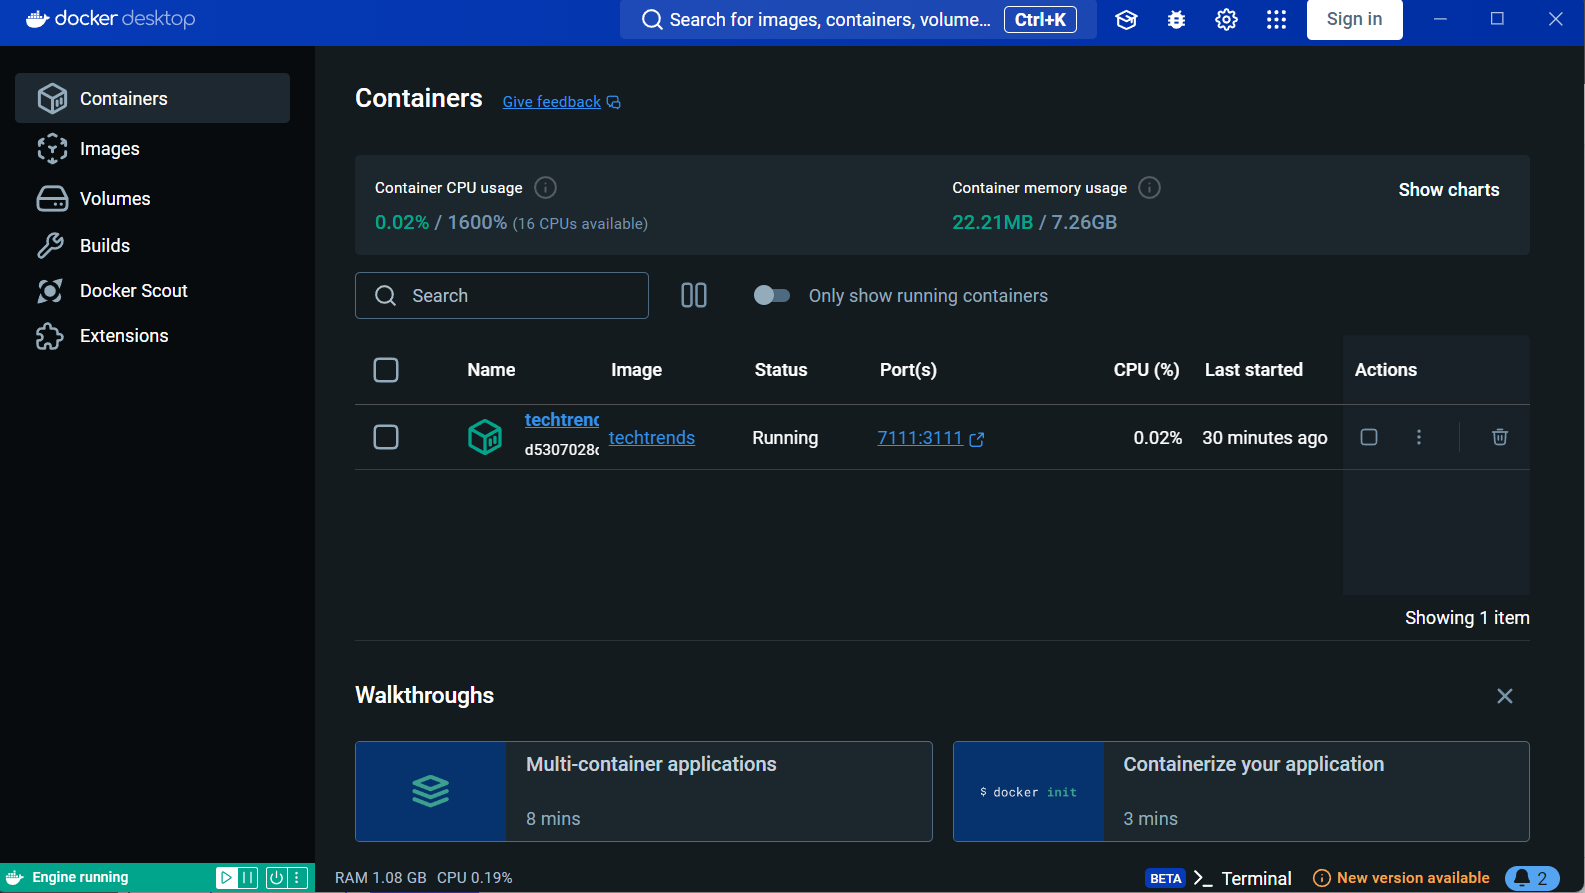 docker desktop
Search for images, containers, volume... Ctrl+K
Sign in
Containers
Images
Volumes
Builds
Docker Scout
Extensions
Containers Give feedback
Container CPU usage
0.02% / 1600% (16 CPUs available)
Container memory usage
22.21MB / 7.26GB
Show charts
Search
Only show running containers
Name Image Status Port(s) CPU (%) Last started Actions
techtrend
d5307028c
techtrends Running 7111:3111 0.02% 30 minutes ago
Showing 1 item
Walkthroughs
Multi-container applications
8 mins
$ docker init
Containerize your application
3 mins
Engine running
RAM 1.08 GB CPU 0.19%
BETA >_ Terminal
New version available
2